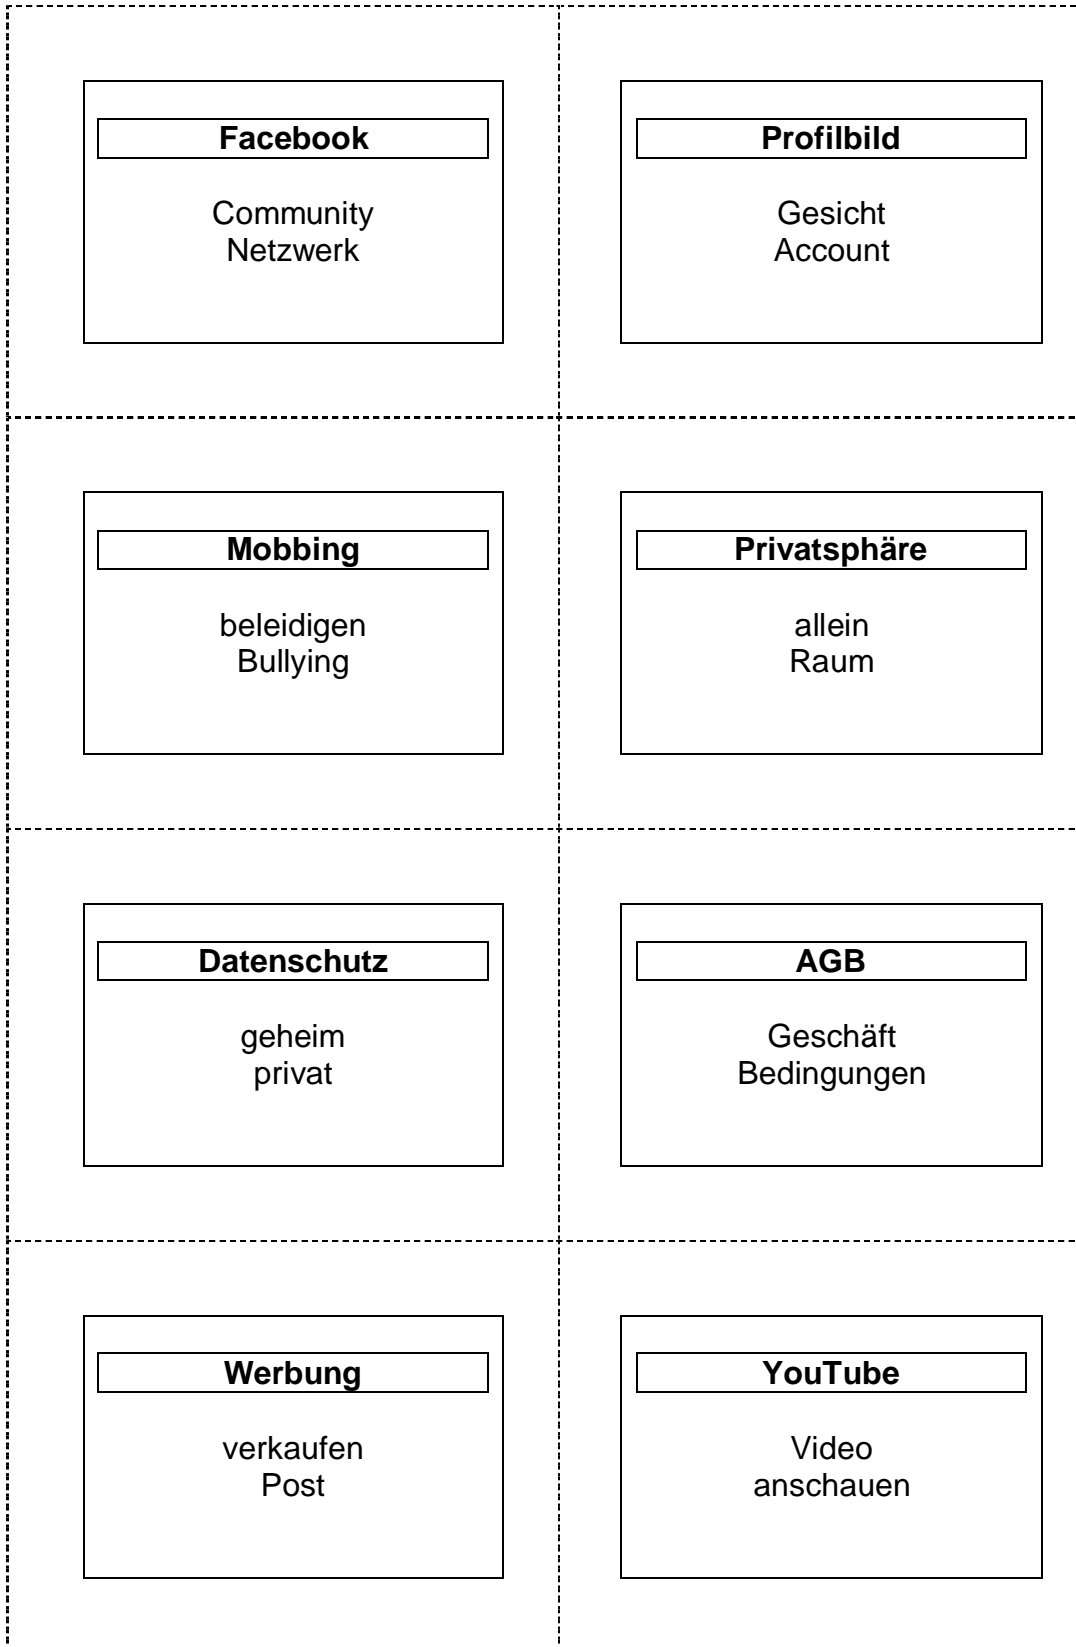 Facebook
Community
Netzwerk
Profilbild
Gesicht
Account
Mobbing
beleidigen
Bullying
Privatsphäre
allein
Raum
Datenschutz
geheim
privat
AGB
Geschäft
Bedingungen
Werbung
verkaufen
Post
YouTube
Video
anschauen